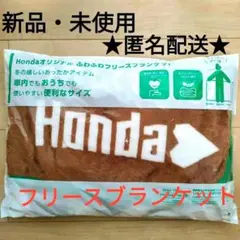 新品・未使用
★匿名配送★
Hondaオリジナル ふわふわフリースブランケット
冬の嬉しいあったかアイテム
車内でもおうちでも
使いやすい便利なサイズ
Honda
フリースブランケット